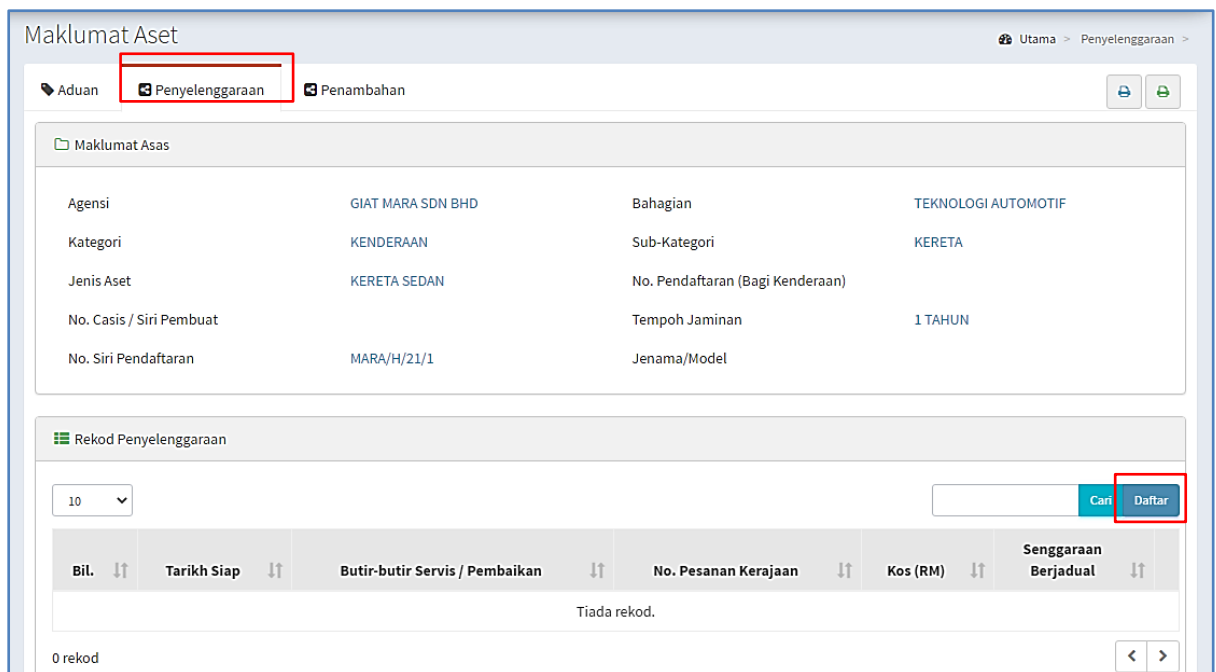 Maklumat Aset
Utama > Penyelenggaraan >
Aduan Penyelenggaraan Penambahan
Maklumat Asas
Agensi GIAT MARA SDN BHD Bahagian TEKNOLOGI AUTOMOTIF
Kategori KENDERAAN Sub-Kategori KERETA
Jenis Aset KERETA SEDAN No. Pendaftaran (Bagi Kenderaan)
No. Casis / Siri Pembuat Tempoh Jaminan 1 TAHUN
No. Siri Pendaftaran MARA/H/21/1 Jenama/Model
Rekod Penyelenggaraan
10 Cari Daftar
Bil. Tarikh Siap Butir-butir Servis / Pembaikan No. Pesanan Kerajaan Kos (RM) Senggaraan Berjadual
Tiada rekod.
0 rekod